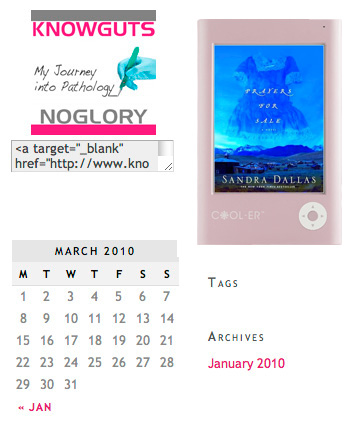 KNOWGUTS
My Journey
into Pathology
NOGLORY
<a target="_blank"
href="http://www.kno
MARCH 2010
M T W T F S S
1 2 3 4 5 6 7
8 9 10 11 12 13 14
15 16 17 18 19 20 21
22 23 24 25 26 27 28
29 30 31
« JAN
PRAYERS
FOR
SALE
SANDRA DALLAS
COOL-ER
TAGS
ARCHIVES
January 2010